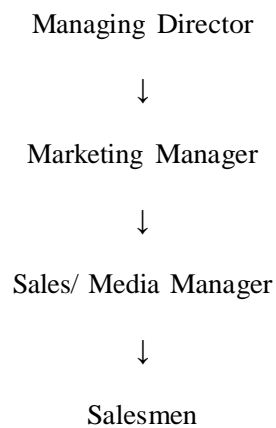 Managing Director
↓
Marketing Manager
↓
Sales/ Media Manager
↓
Salesmen